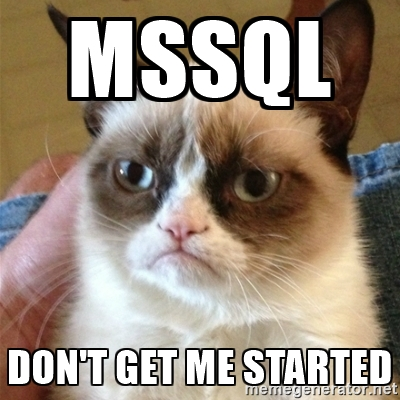 MSSQL
DON'T GET ME STARTED
memegenerator.net